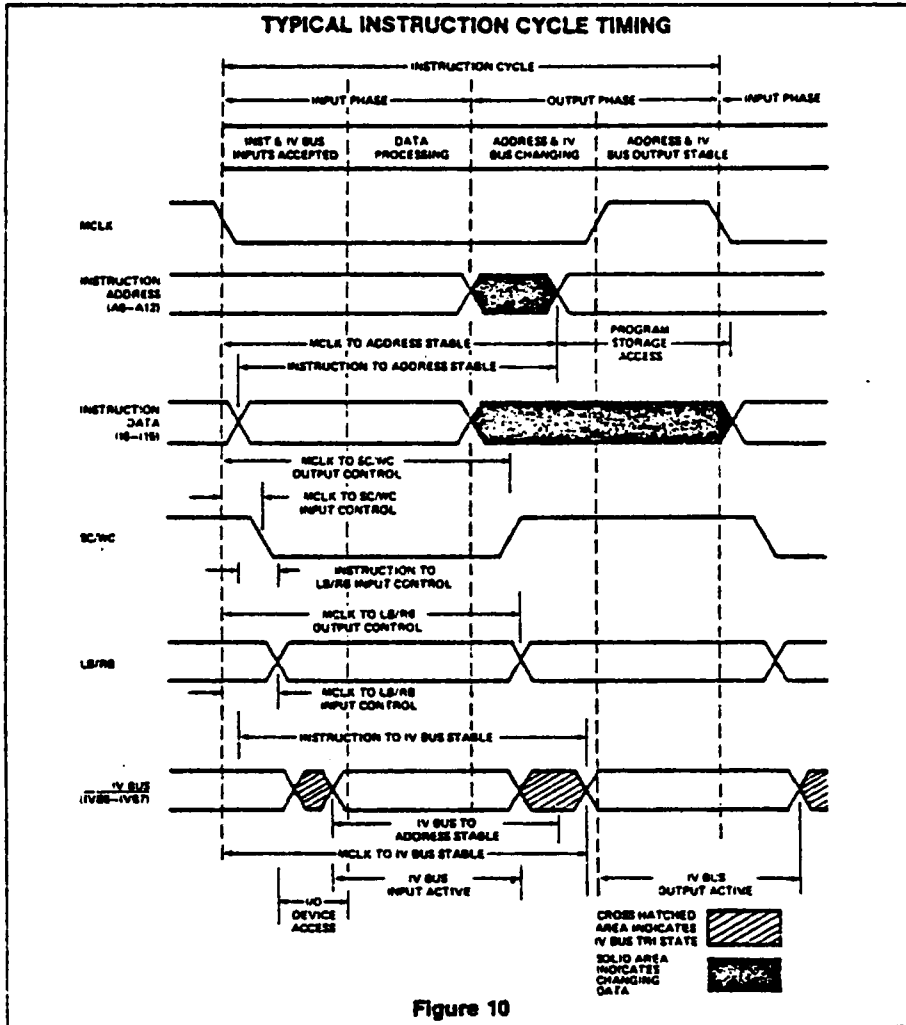 TYPICAL INSTRUCTION CYCLE TIMING
INSTRUCTION CYCLE
INPUT PHASE
OUTPUT PHASE
INPUT PHASE
INST & IV BUS
INPUTS ACCEPTED
DATA
PROCESSING
ADDRESS & IV
BUS CHANGING
ADDRESS & IV
BUS OUTPUT STABLE
MCLK
INSTRUCTION
ADDRESS
(A0–A12)
MCLK TO ADDRESS STABLE
PROGRAM
STORAGE
ACCESS
INSTRUCTION TO ADDRESS STABLE
INSTRUCTION
DATA
(I0–I15)
MCLK TO SC/WC
OUTPUT CONTROL
MCLK TO SC/WC
INPUT CONTROL
SC/WC
INSTRUCTION TO
LB/RB INPUT CONTROL
MCLK TO LB/RB
OUTPUT CONTROL
LB/RB
MCLK TO LB/RB
INPUT CONTROL
INSTRUCTION TO IV BUS STABLE
IV BUS
(IVB0–IVB7)
IV BUS TO
ADDRESS STABLE
MCLK TO IV BUS STABLE
IV BUS
INPUT ACTIVE
IV BUS
OUTPUT ACTIVE
I/O
DEVICE
ACCESS
CROSS HATCHED
AREA INDICATES
IV BUS TRI STATE
SOLID AREA
INDICATES
CHANGING
DATA
Figure 10